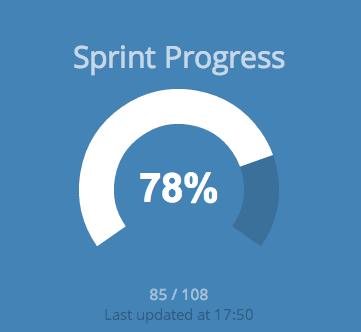 Sprint Progress
78%
85 / 108
Last updated at 17:50